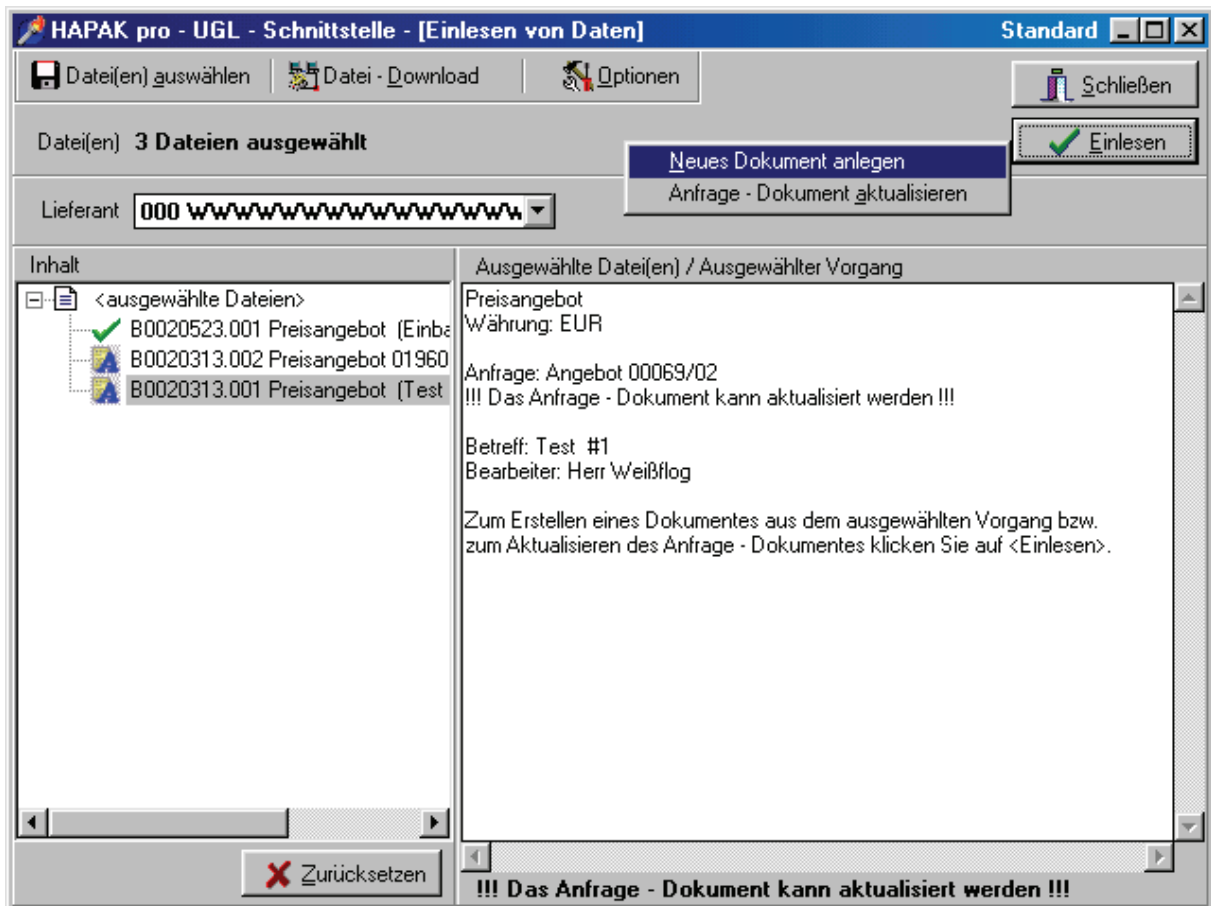 HAPAK pro - UGL - Schnittstelle - [Einlesen von Daten] Standard
Datei(en) auswählen Datei - Download Optionen
Schließen
Datei(en) 3 Dateien ausgewählt
Einlesen
Neues Dokument anlegen
Anfrage - Dokument aktualisieren
Lieferant 000
Inhalt
<ausgewählte Dateien>
B0020523.001 Preisangebot (Einba
B0020313.002 Preisangebot 01960
B0020313.001 Preisangebot (Test
Zurücksetzen
Ausgewählte Datei(en) / Ausgewählter Vorgang
Preisangebot
Währung: EUR
Anfrage: Angebot 00069/02
!!! Das Anfrage - Dokument kann aktualisiert werden !!!
Betreff: Test #1
Bearbeiter: Herr Weißflog
Zum Erstellen eines Dokumentes aus dem ausgewählten Vorgang bzw.
zum Aktualisieren des Anfrage - Dokumentes klicken Sie auf <Einlesen>.
!!! Das Anfrage - Dokument kann aktualisiert werden !!!